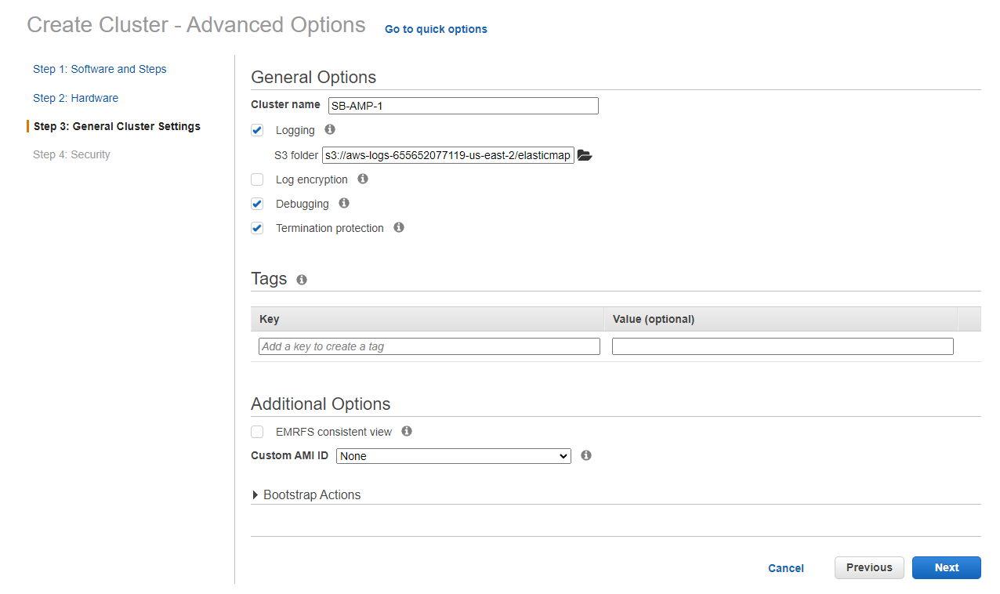 Create Cluster - Advanced Options Go to quick options
Step 1: Software and Steps
Step 2: Hardware
Step 3: General Cluster Settings
Step 4: Security
General Options
Cluster name SB-AMP-1
Logging
S3 folder s3://aws-logs-655652077119-us-east-2/elasticmap
Log encryption
Debugging
Termination protection
Tags
Key Value (optional)
Add a key to create a tag
Additional Options
EMRFS consistent view
Custom AMI ID None
Bootstrap Actions
Cancel Previous Next